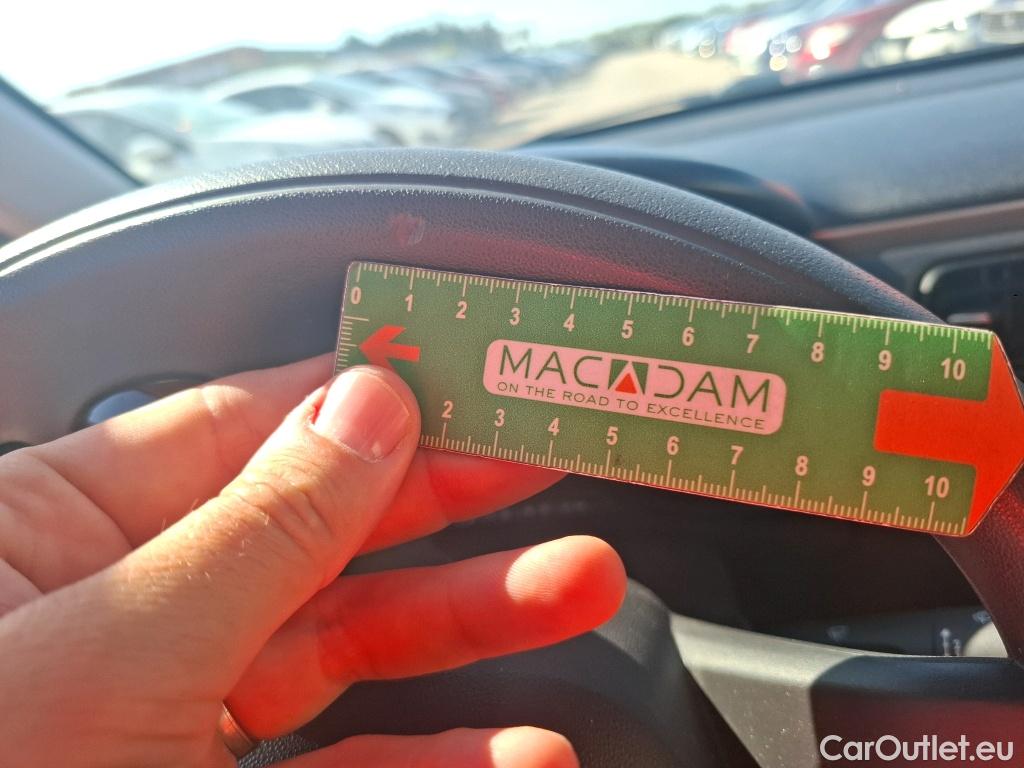 0 1 2 3 4 5 6 7 8 9 10
MACADAM
ON THE ROAD TO EXCELLENCE
2 3 4 5 6 7 8 9 10
CarOutlet.eu